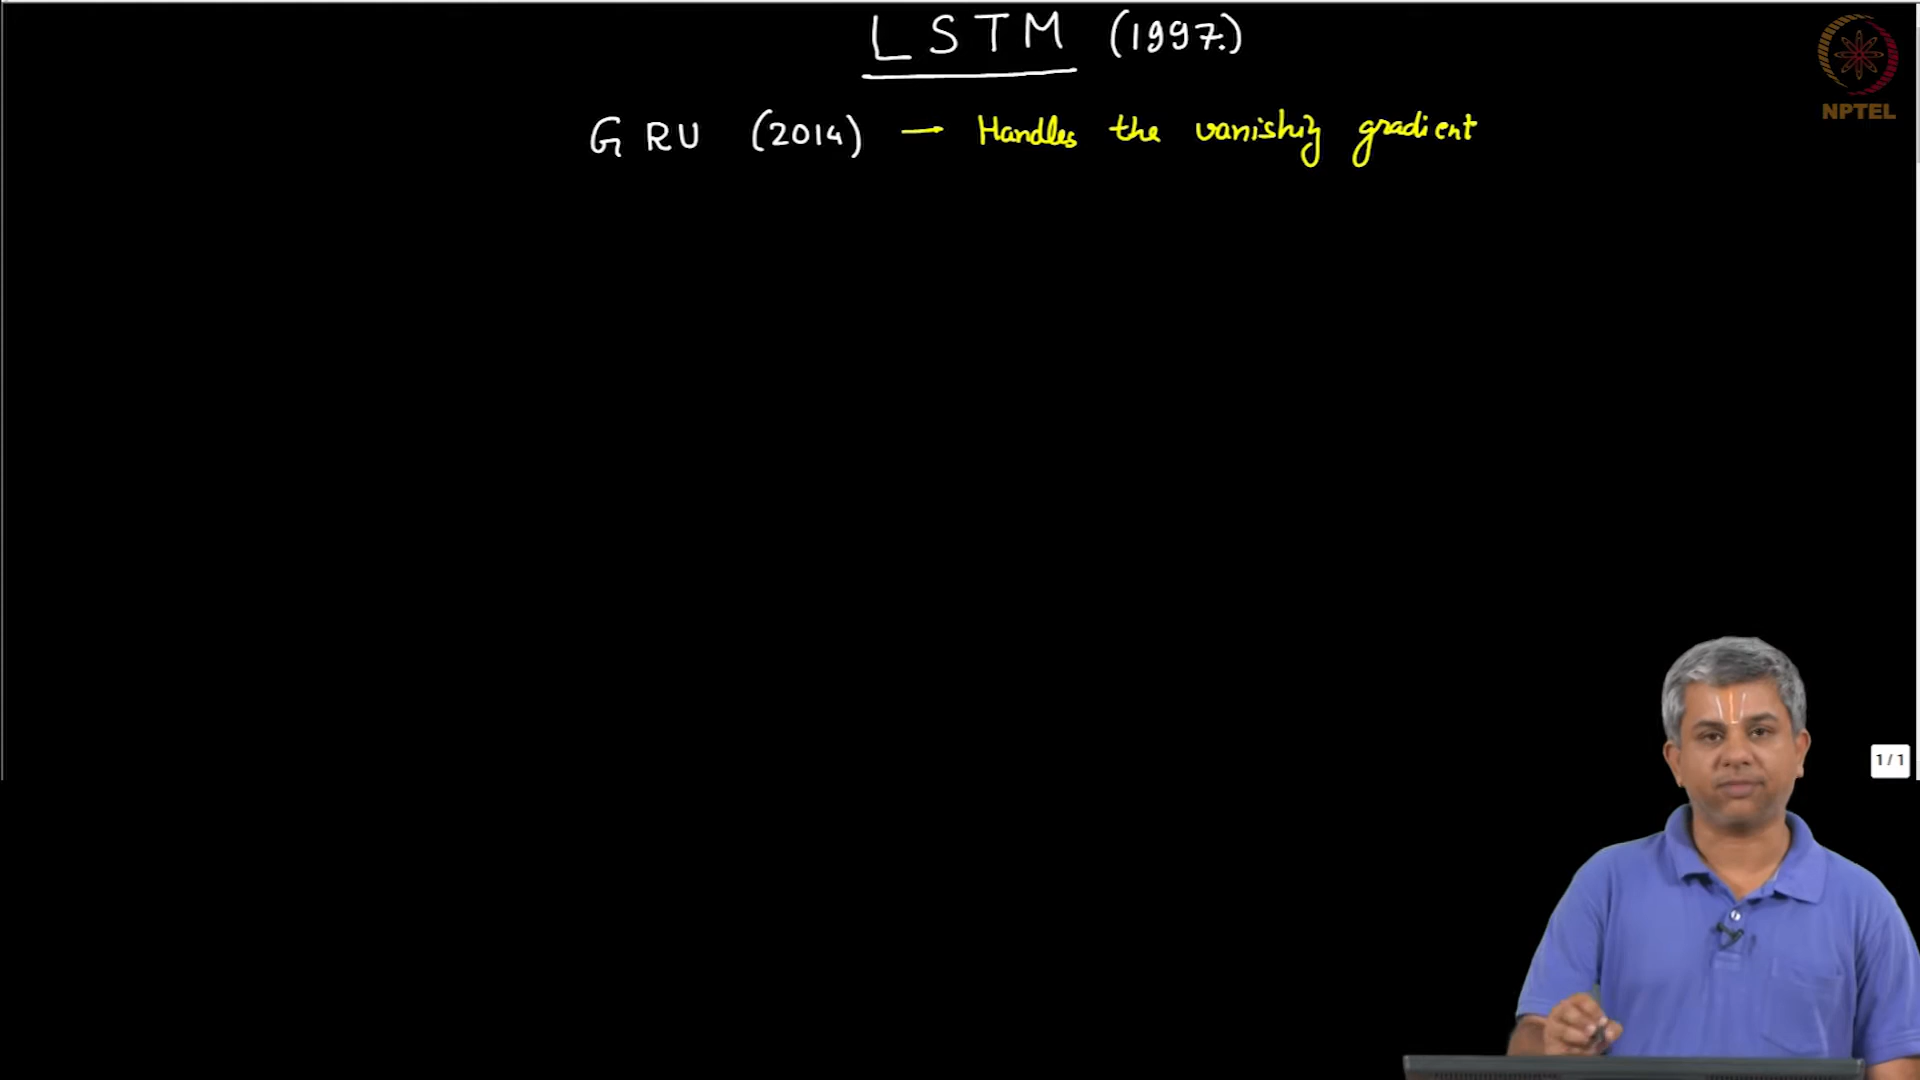 LSTM (1997.)
NPTEL
GRU (2014) → Handles the vanishing gradient
1/1